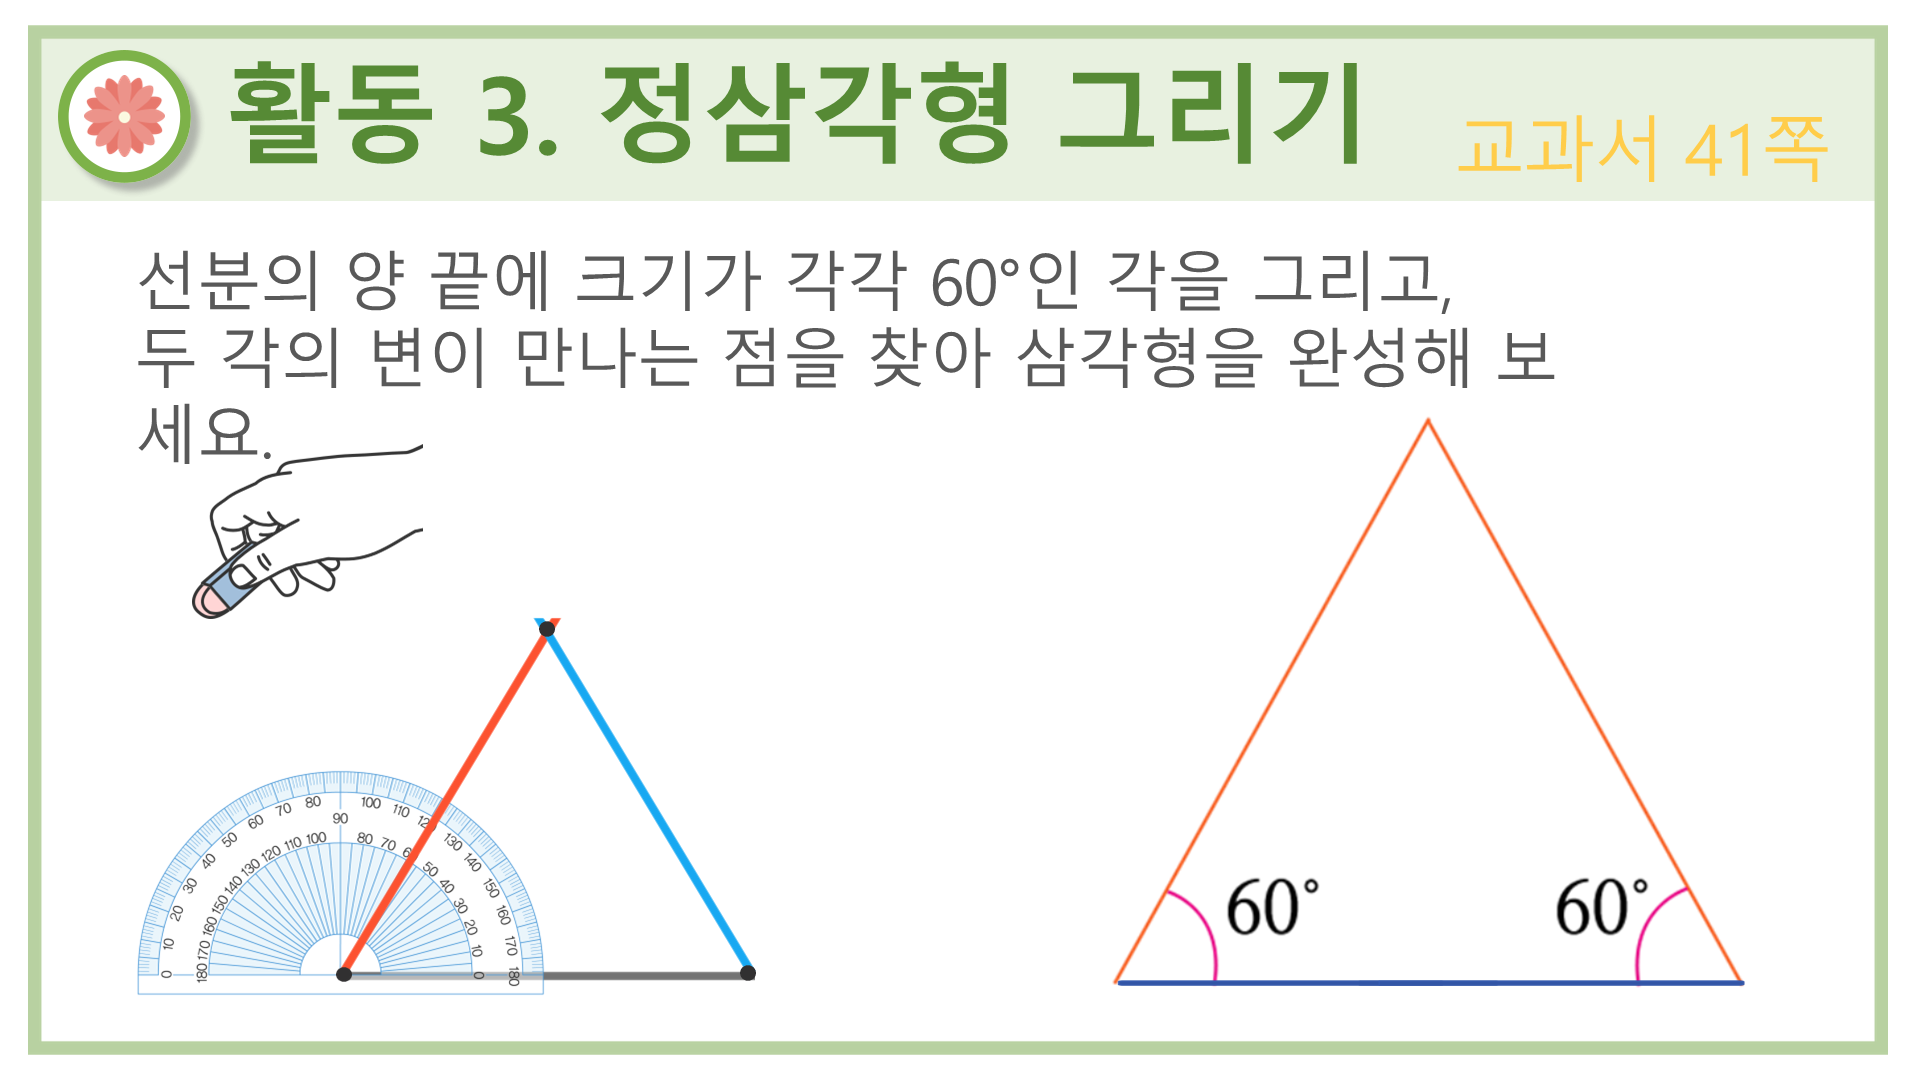 활동 3. 정삼각형 그리기
교과서 41쪽
선분의 양 끝에 크기가 각각 60°인 각을 그리고,
두 각의 변이 만나는 점을 찾아 삼각형을 완성해 보
세요.
0 10 20 30 40 50 60 70 80 90 100 110 130 140 150 160 170 180
180 170 160 150 140 130 120 110 100 80 70 50 40 30 20 10 0
60° 60°